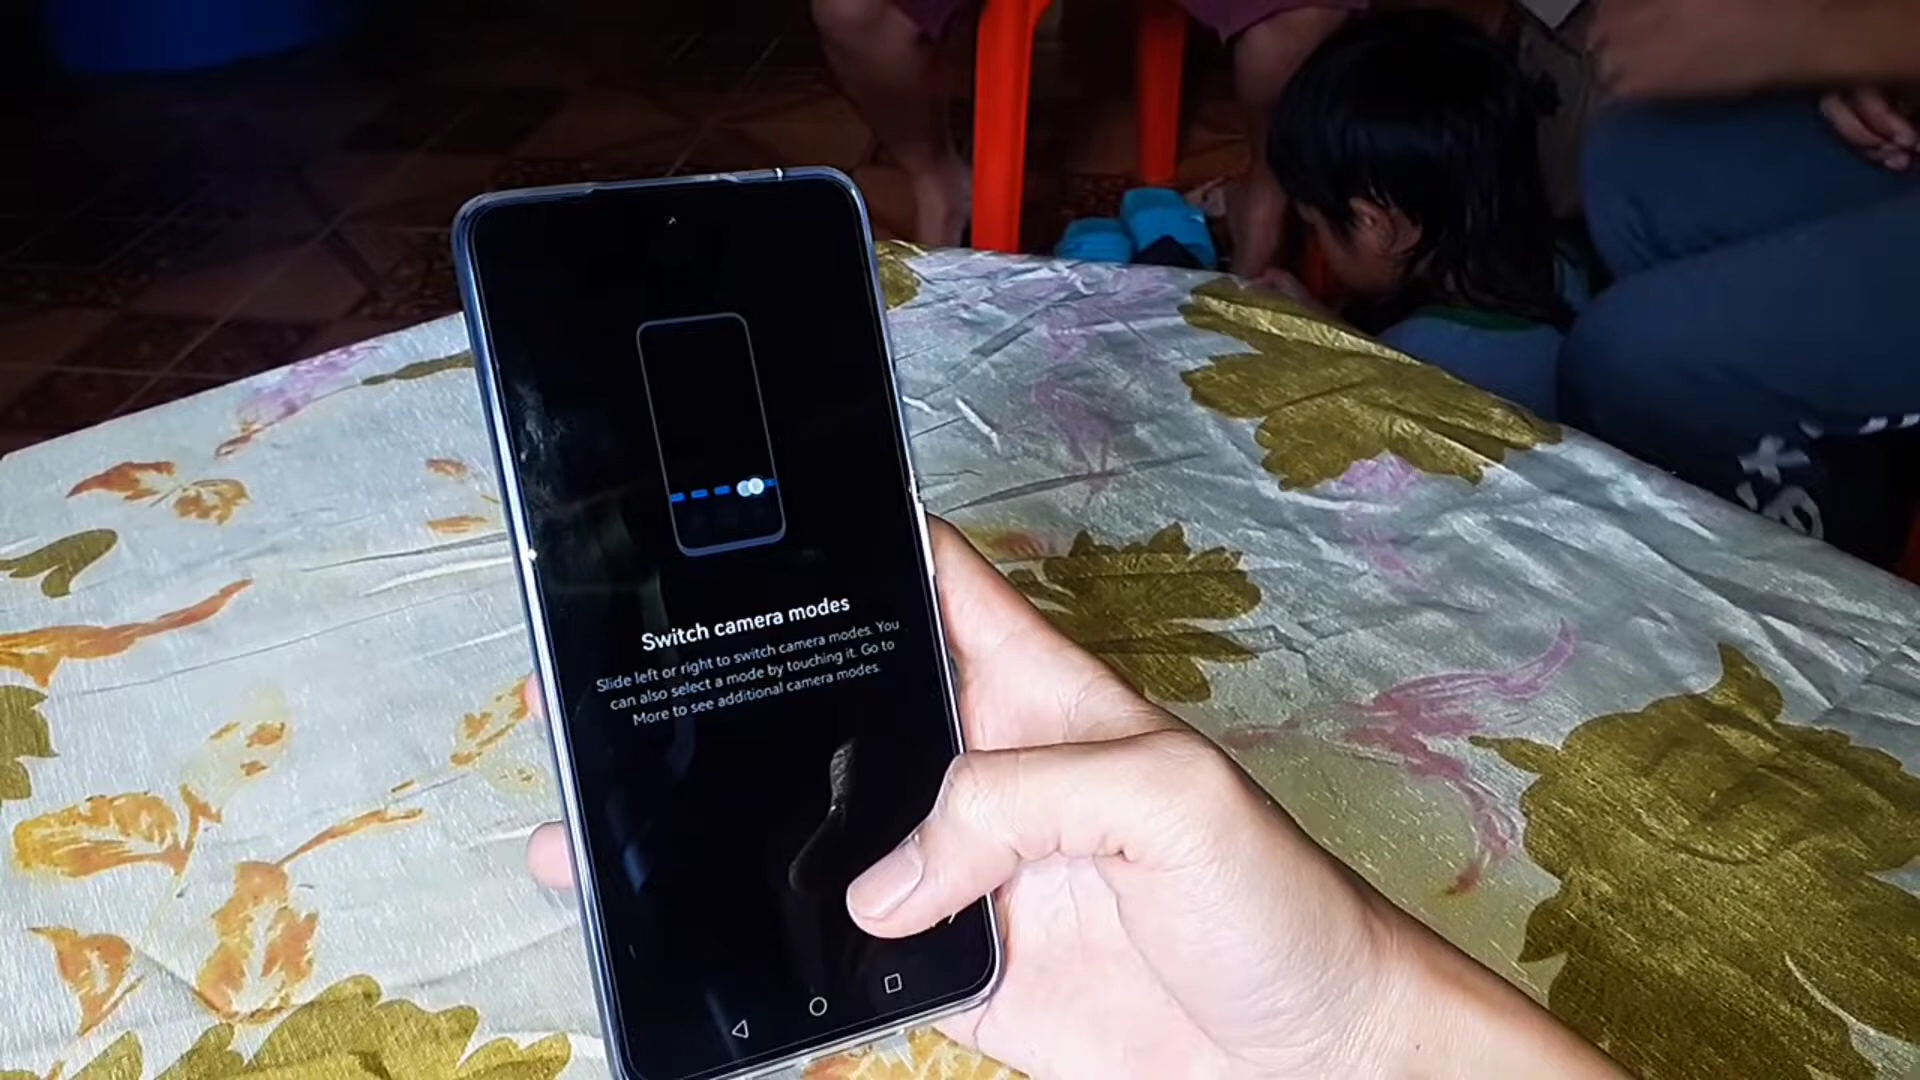 Switch camera modes
Slide left or right to switch camera modes. You
can also select a mode by touching it. Go to
More to see additional camera modes.